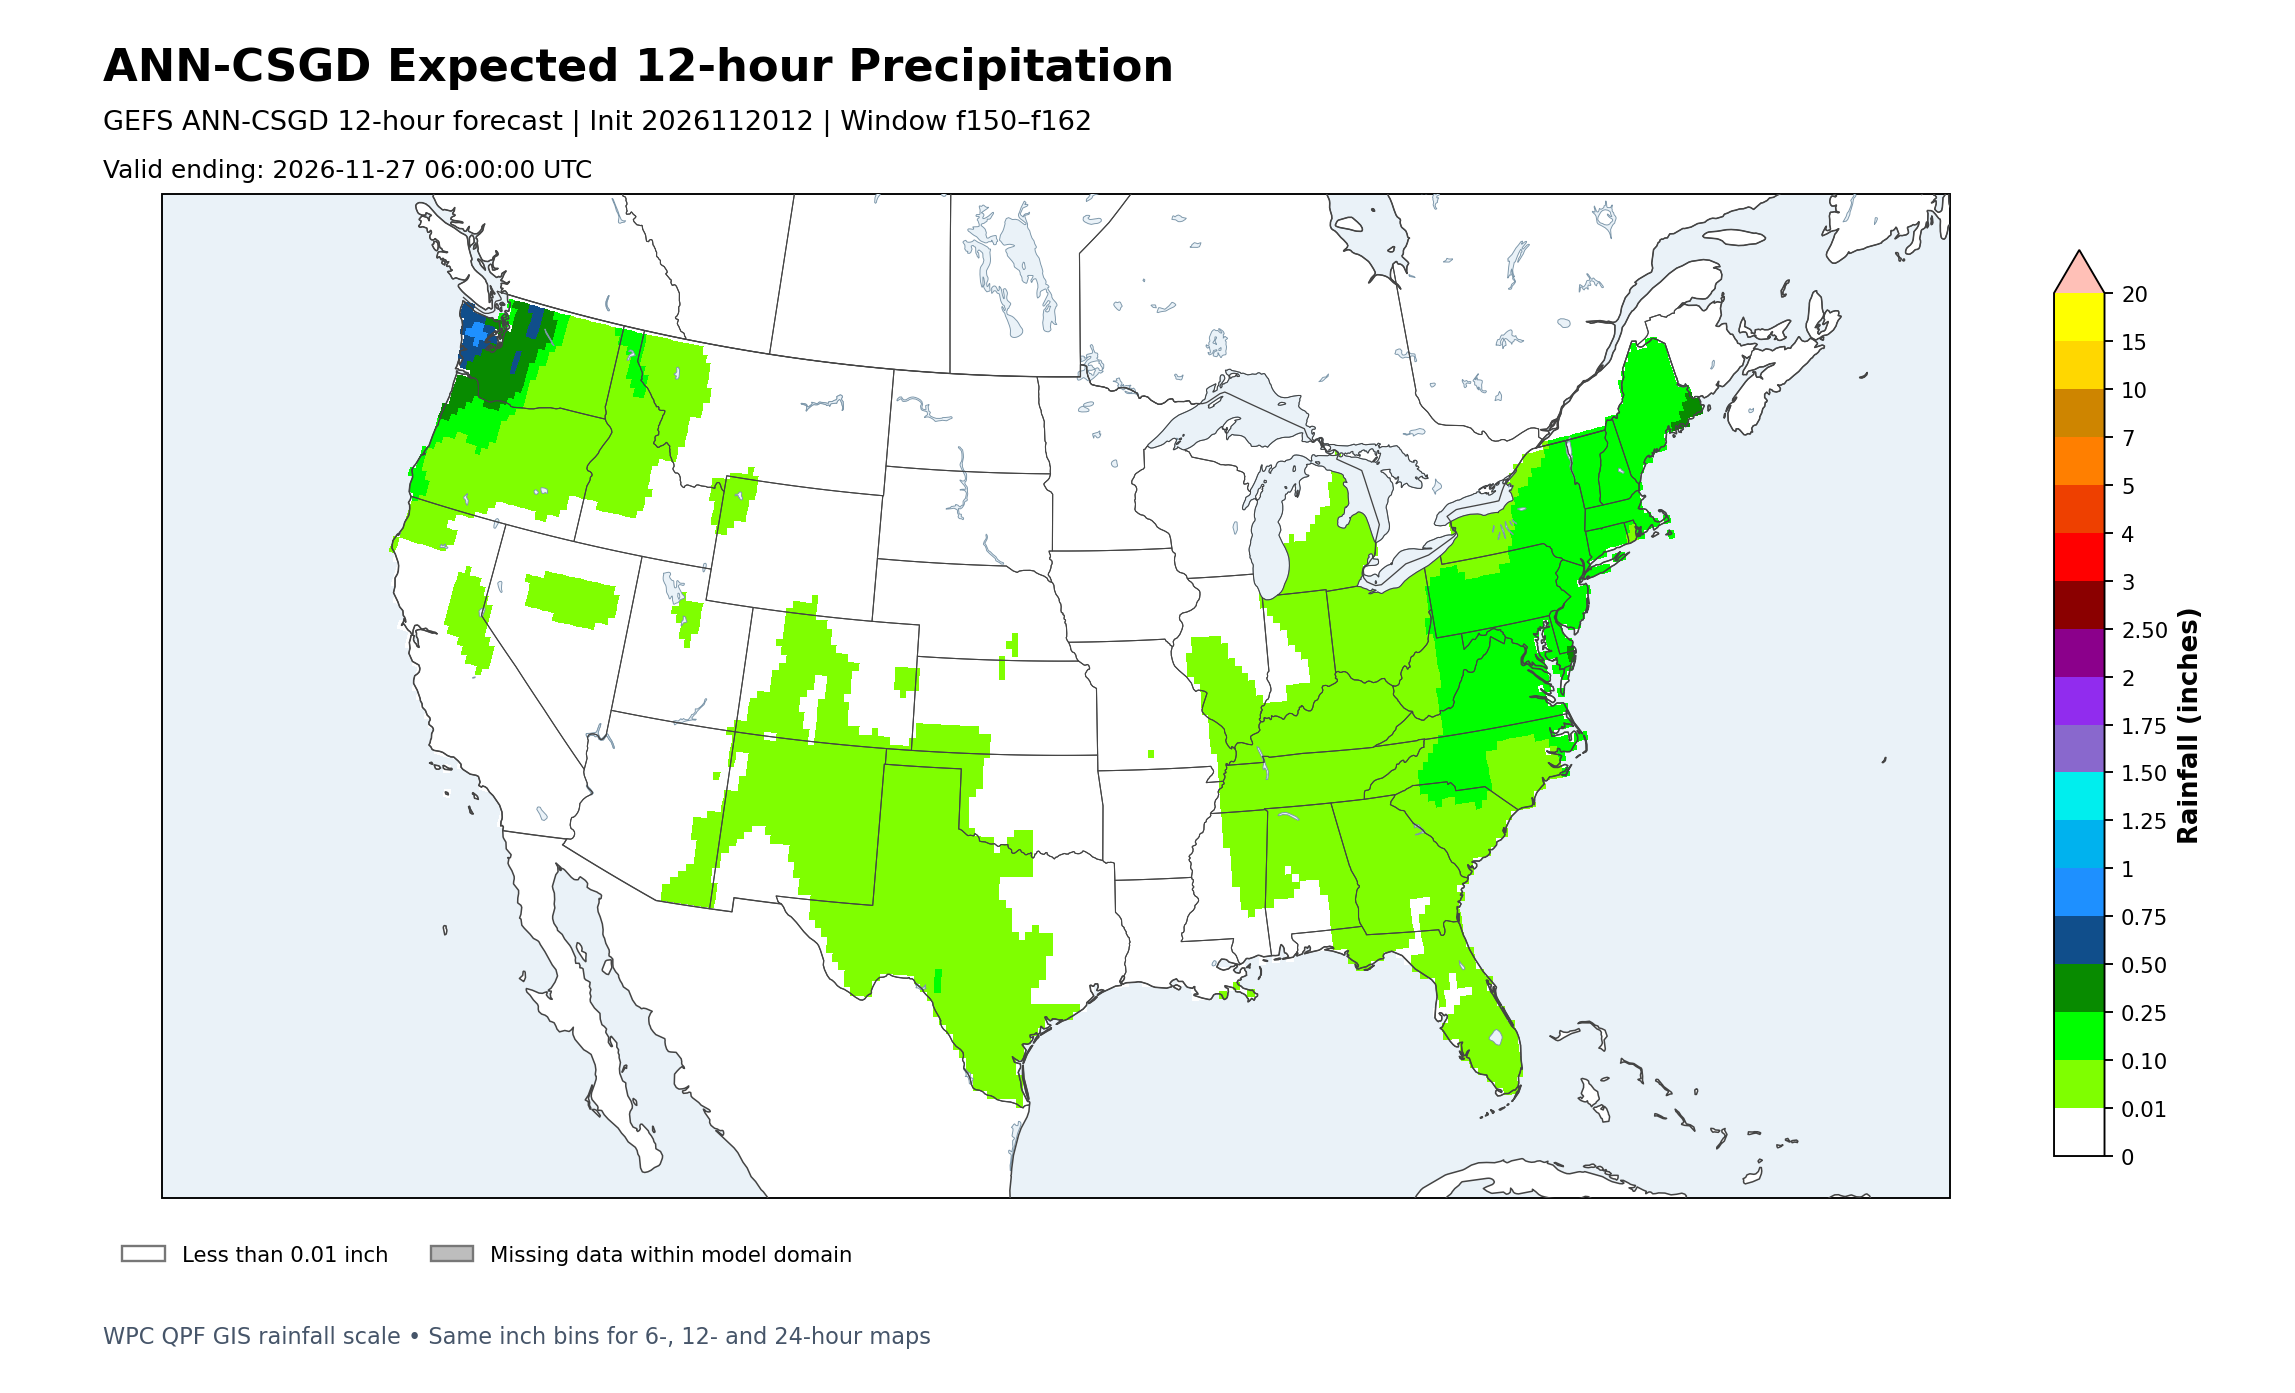 ANN-CSGD Expected 12-hour Precipitation
GEFS ANN-CSGD 12-hour forecast | Init 2026112012 | Window f150–f162
Valid ending: 2026-11-27 06:00:00 UTC
20
15
10
7
5
4
3
2.50
2
1.75
1.50
1.25
1
0.75
0.50
0.25
0.10
0.01
0
Rainfall (inches)
Less than 0.01 inch
Missing data within model domain
WPC QPF GIS rainfall scale • Same inch bins for 6-, 12- and 24-hour maps